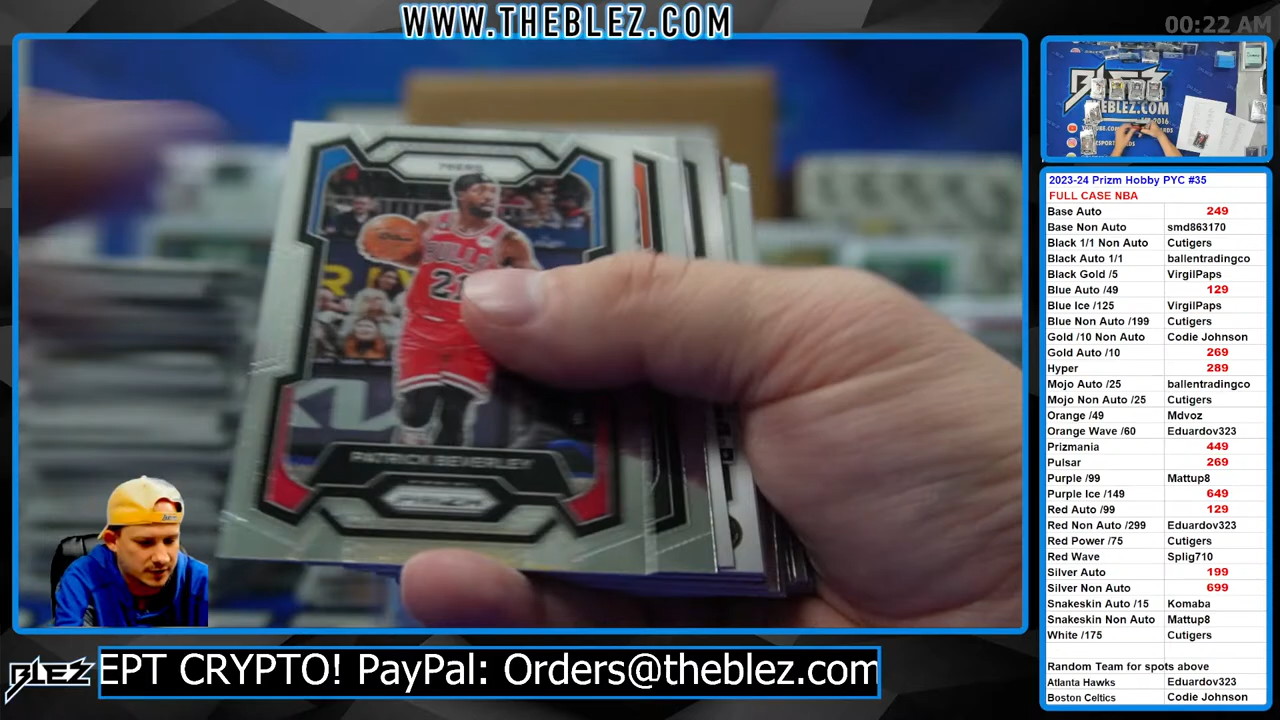 WWW.THEBLEZ.COM
00:22 AM
76ERS
BULLS
PATRICK BEVERLEY
PRIZM
BLEZ
THEBLEZ.COM
2023-24 Prizm Hobby PYC #35
FULL CASE NBA
Base Auto 249
Base Non Auto smd863170
Black 1/1 Non Auto Cutigers
Black Auto 1/1 ballentradingco
Black Gold /5 VirgilPaps
Blue Auto /49 129
Blue Ice /125 VirgilPaps
Blue Non Auto /199 Cutigers
Gold /10 Non Auto Codie Johnson
Gold Auto /10 269
Hyper 289
Mojo Auto /25 ballentradingco
Mojo Non Auto /25 Cutigers
Orange /49 Mdvoz
Orange Wave /60 Eduardov323
Prizmania 449
Pulsar 269
Purple /99 Mattup8
Purple Ice /149 649
Red Auto /99 129
Red Non Auto /299 Eduardov323
Red Power /75 Cutigers
Red Wave Splig710
Silver Auto 199
Silver Non Auto 699
Snakeskin Auto /15 Komaba
Snakeskin Non Auto Mattup8
White /175 Cutigers
Random Team for spots above
Atlanta Hawks Eduardov323
Boston Celtics Codie Johnson
BLEZ
EPT CRYPTO! PayPal: Orders@theblez.com